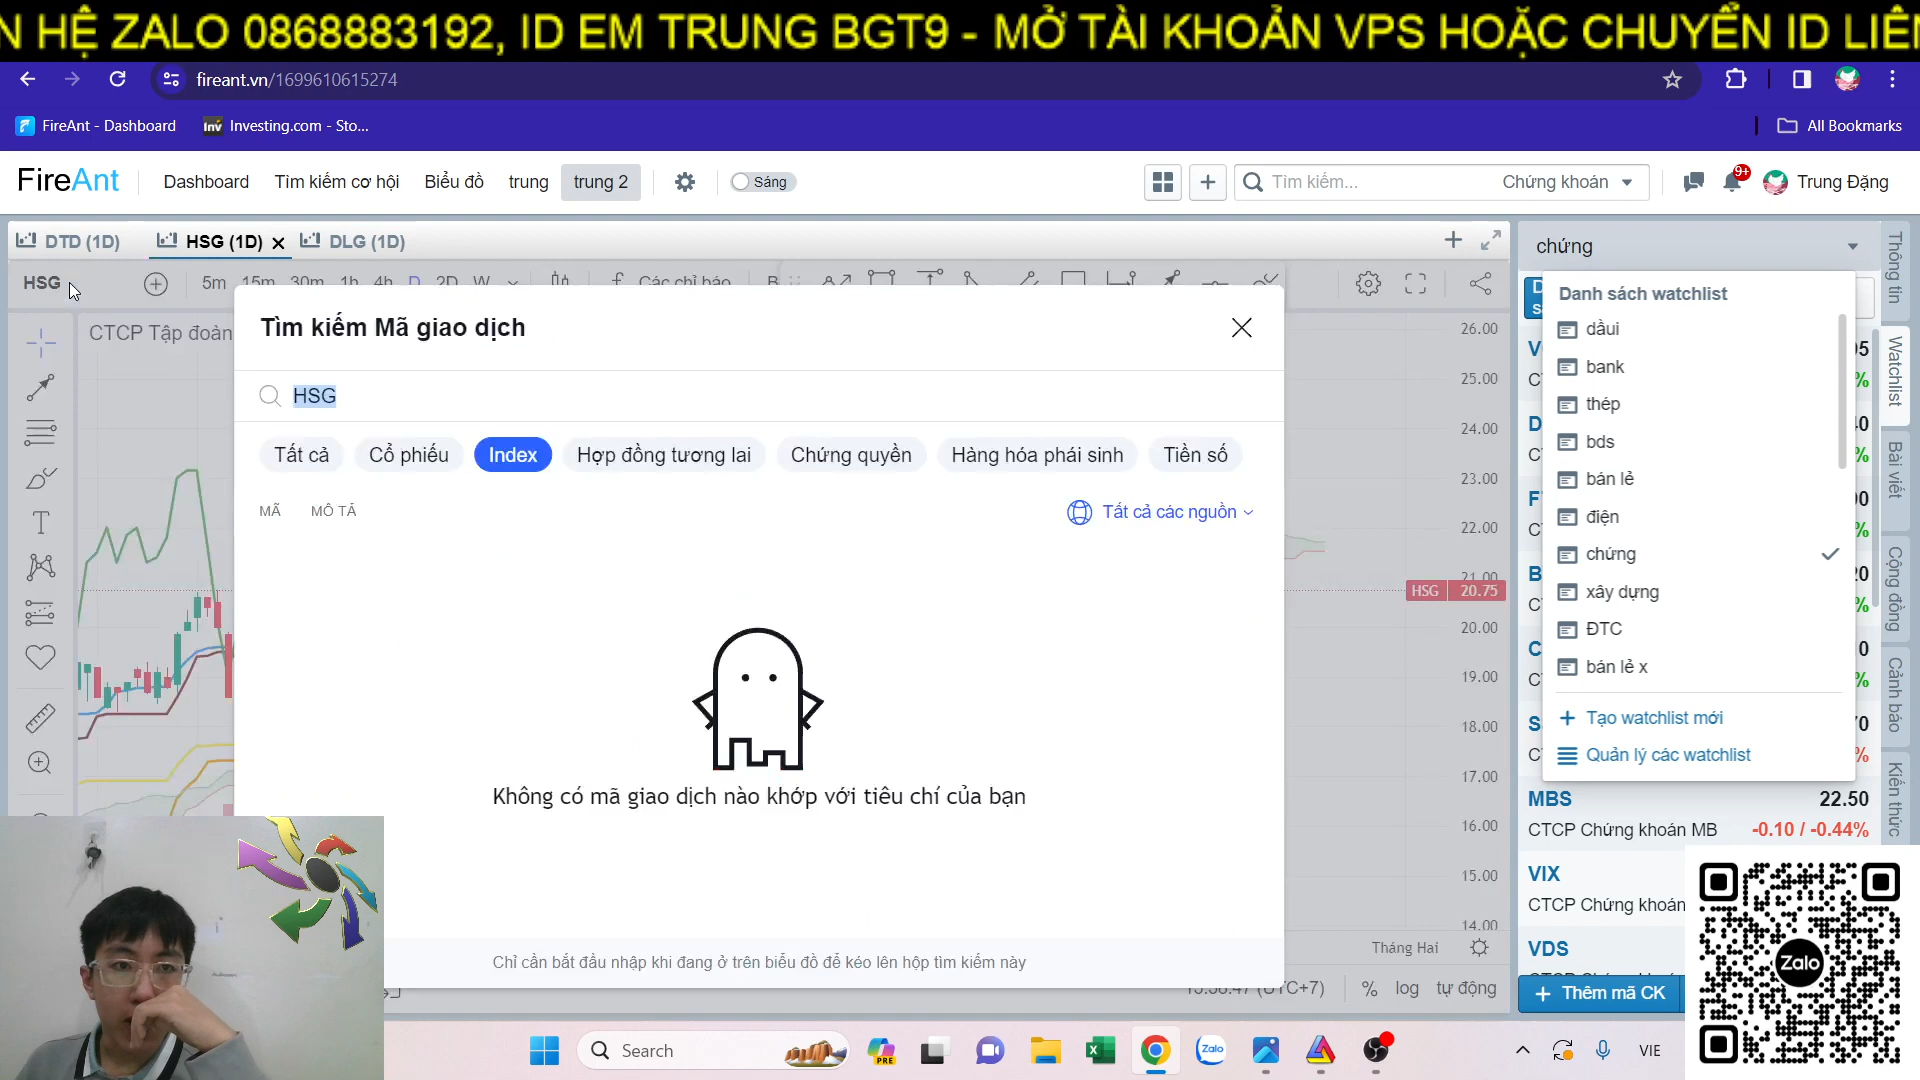 N HỆ ZALO 0868883192, ID EM TRUNG BGT9 - MỞ TÀI KHOẢN VPS HOẶC CHUYỂN ID LIÊN
fireant.vn/1699610615274
FireAnt - Dashboard
Investing.com - Sto...
All Bookmarks
FireAnt
Dashboard
Tìm kiếm cơ hội
Biểu đồ
trung
trung 2
Sáng
Tìm kiếm...
Chứng khoán
9+
Trung Đặng
DTD (1D)
HSG (1D)
DLG (1D)
HSG
5m
15m
30m
1h
4h
D
2D
W
Các chỉ báo
CTCP Tập đoàn
Tìm kiếm Mã giao dịch
HSG
Tất cả
Cổ phiếu
Index
Hợp đồng tương lai
Chứng quyền
Hàng hóa phái sinh
Tiền số
MÃ
MÔ TẢ
Tất cả các nguồn
Không có mã giao dịch nào khớp với tiêu chí của bạn
Chỉ cần bắt đầu nhập khi đang ở trên biểu đồ để kéo lên hộp tìm kiếm này
26.00
25.00
24.00
23.00
22.00
21.00
HSG 20.75
20.00
19.00
18.00
17.00
16.00
15.00
14.00
Tháng Hai
(UTC+7)
%
log
tự động
chứng
Danh sách watchlist
dầui
bank
thép
bds
bán lẻ
điện
chứng
xây dựng
ĐTC
bán lẻ x
Tạo watchlist mới
Quản lý các watchlist
MBS
22.50
CTCP Chứng khoán MB
-0.10 / -0.44%
VIX
CTCP Chứng khoán
VDS
Thêm mã CK
Thông tin
Watchlist
Bài viết
Cộng đồng
Cảnh báo
Kiến thức
Zalo
Search
PRE
Zalo
VIE